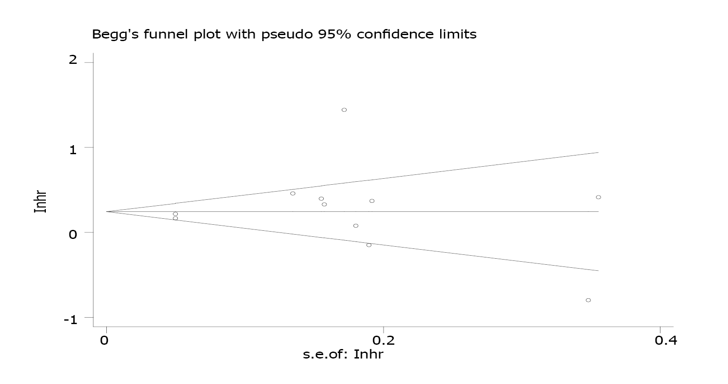 Begg's funnel plot with pseudo 95% confidence limits
2
1
0
-1
lnhr
0
0.2
0.4
s.e.of: lnhr